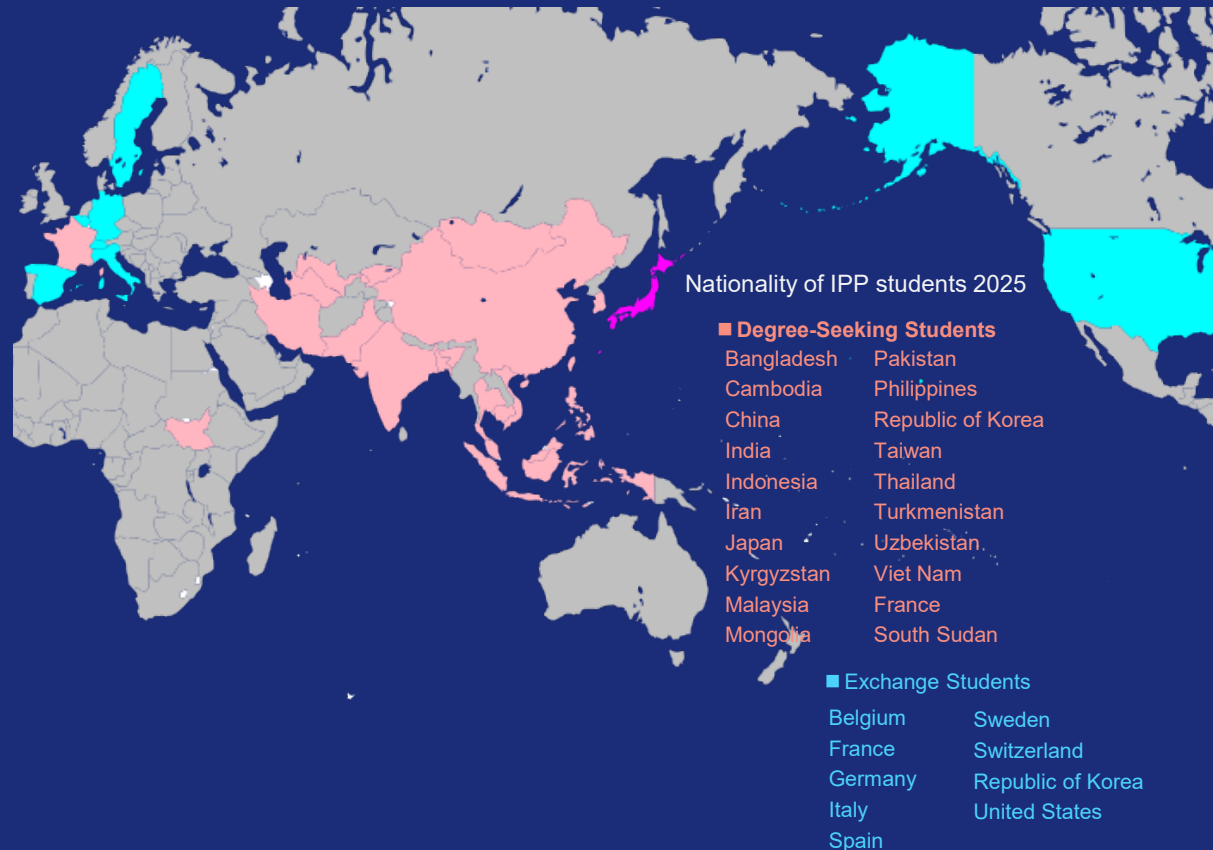 Nationality of IPP students 2025
Degree-Seeking Students
Bangladesh
Cambodia
China
India
Indonesia
Iran
Japan
Kyrgyzstan
Malaysia
Mongolia
Pakistan
Philippines
Republic of Korea
Taiwan
Thailand
Turkmenistan
Uzbekistan
Viet Nam
France
South Sudan
Exchange Students
Belgium
France
Germany
Italy
Spain
Sweden
Switzerland
Republic of Korea
United States